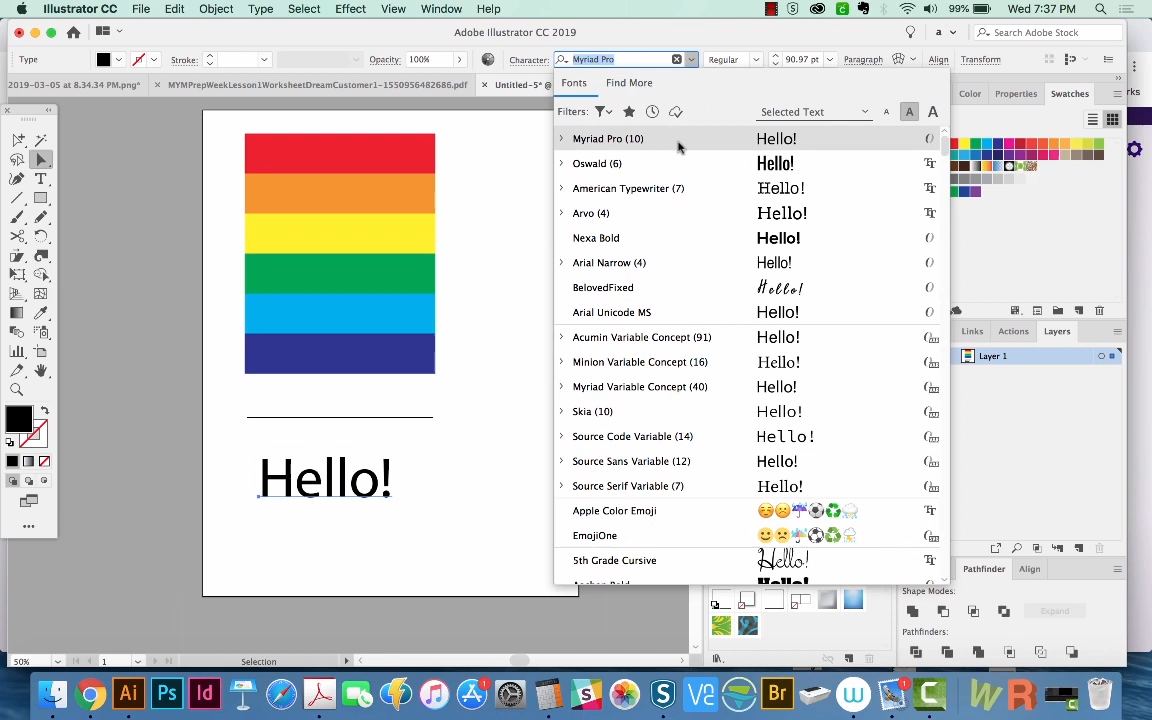 Illustrator CC File Edit Object Type Select Effect View Window Help
99% Wed 7:37 PM
Adobe Illustrator CC 2019
Search Adobe Stock
Type Stroke: Opacity: 100% Character: Myriad Pro Regular 90.97 pt Paragraph Align Transform
2019-03-05 at 8.34.34 PM.png* MYMPrepWeekLesson1WorksheetDreamCustomer1-1550956482686.pdf Untitled-5* @
Fonts Find More
Color Properties Swatches
Filters: Selected Text A A A
Myriad Pro (10) Hello!
Oswald (6) Hello!
American Typewriter (7) Hello!
Arvo (4) Hello!
Nexa Bold Hello!
Arial Narrow (4) Hello!
BelovedFixed Hello!
Arial Unicode MS Hello!
Acumin Variable Concept (91) Hello!
Minion Variable Concept (16) Hello!
Myriad Variable Concept (40) Hello!
Skia (10) Hello!
Source Code Variable (14) Hello!
Source Sans Variable (12) Hello!
Source Serif Variable (7) Hello!
Apple Color Emoji
EmojiOne
5th Grade Cursive Hello!
Hello!
Links Actions Layers
Layer 1
Pathfinder Align
Shape Modes:
Expand
Pathfinders:
50% 1 Selection
Ai Ps Id Br